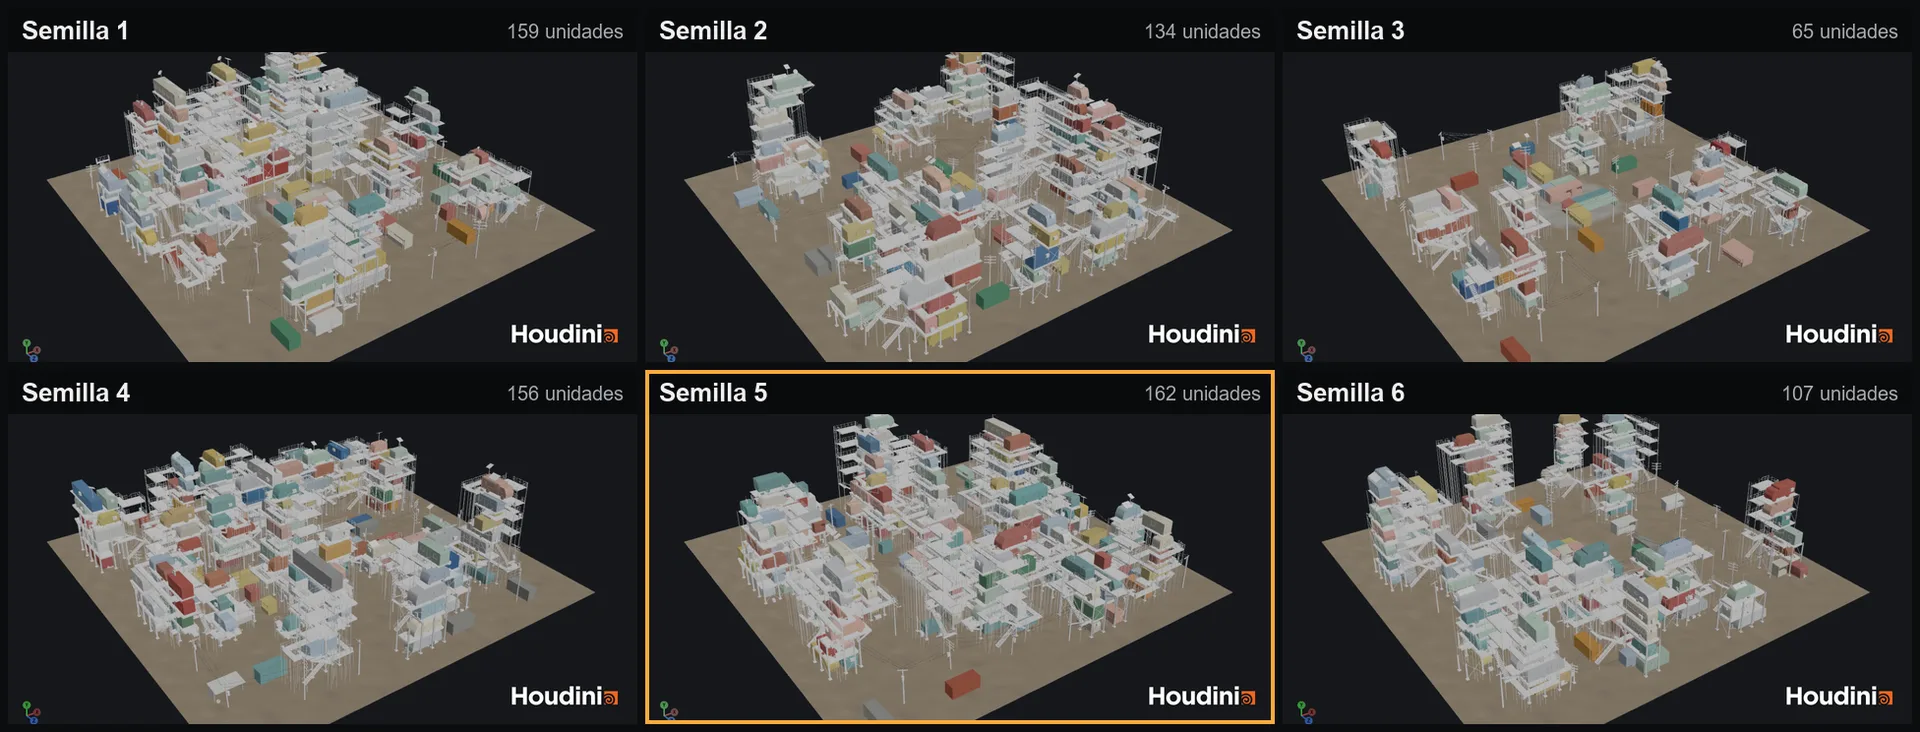 Semilla 1
159 unidades
Semilla 2
134 unidades
Semilla 3
65 unidades
Houdini
Houdini
Houdini
Semilla 4
156 unidades
Semilla 5
162 unidades
Semilla 6
107 unidades
Houdini
Houdini
Houdini